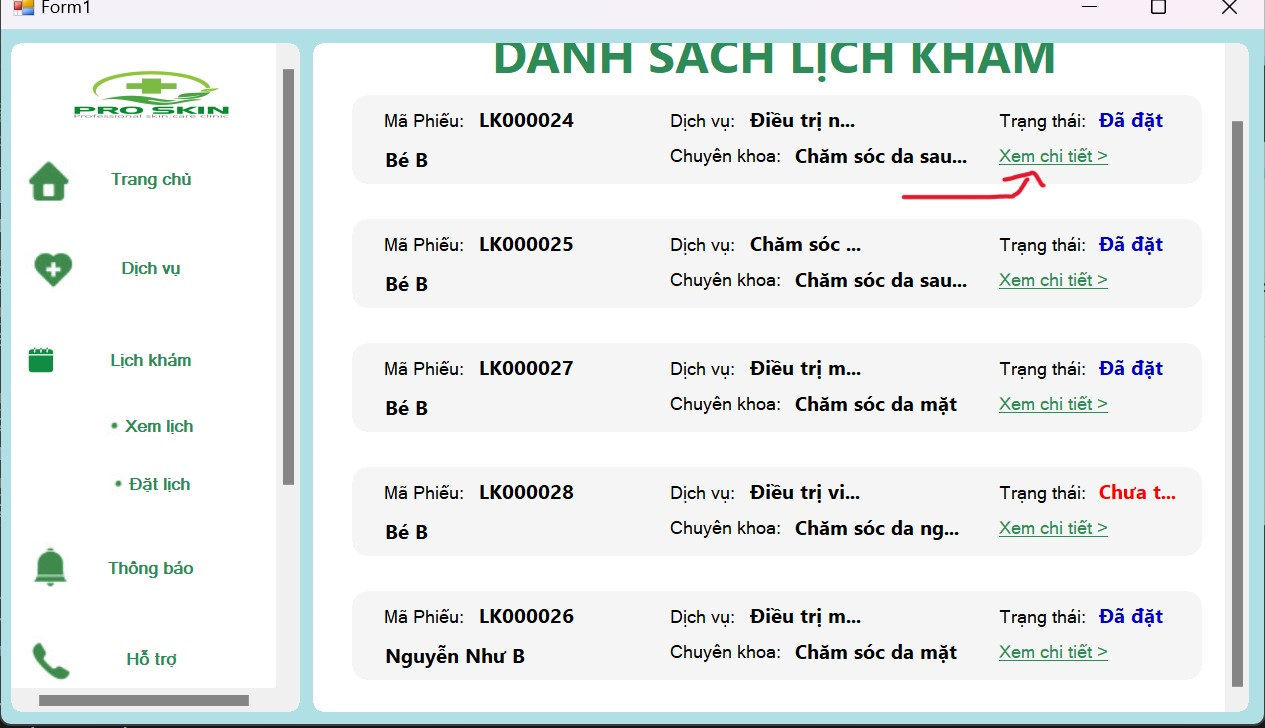 Form1
PRO SKIN
Professional skin care clinic
Trang chủ
Dịch vụ
Lịch khám
• Xem lịch
• Đặt lịch
Thông báo
Hỗ trợ
DANH SÁCH LỊCH KHÁM
Mã Phiếu: LK000024 Dịch vụ: Điều trị n... Trạng thái: Đã đặt
Bé B Chuyên khoa: Chăm sóc da sau... Xem chi tiết >
Mã Phiếu: LK000025 Dịch vụ: Chăm sóc ... Trạng thái: Đã đặt
Bé B Chuyên khoa: Chăm sóc da sau... Xem chi tiết >
Mã Phiếu: LK000027 Dịch vụ: Điều trị m... Trạng thái: Đã đặt
Bé B Chuyên khoa: Chăm sóc da mặt Xem chi tiết >
Mã Phiếu: LK000028 Dịch vụ: Điều trị vi... Trạng thái: Chưa t...
Bé B Chuyên khoa: Chăm sóc da ng... Xem chi tiết >
Mã Phiếu: LK000026 Dịch vụ: Điều trị m... Trạng thái: Đã đặt
Nguyễn Như B Chuyên khoa: Chăm sóc da mặt Xem chi tiết >